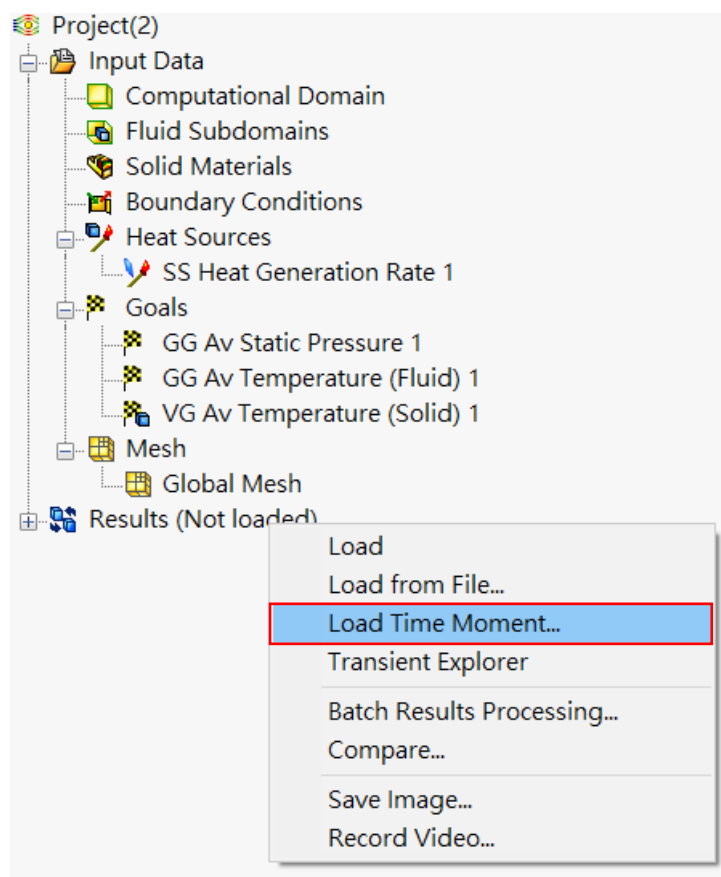 Project(2)
Input Data
Computational Domain
Fluid Subdomains
Solid Materials
Boundary Conditions
Heat Sources
SS Heat Generation Rate 1
Goals
GG Av Static Pressure 1
GG Av Temperature (Fluid) 1
VG Av Temperature (Solid) 1
Mesh
Global Mesh
Results (Not loaded)
Load
Load from File...
Load Time Moment...
Transient Explorer
Batch Results Processing...
Compare...
Save Image...
Record Video...